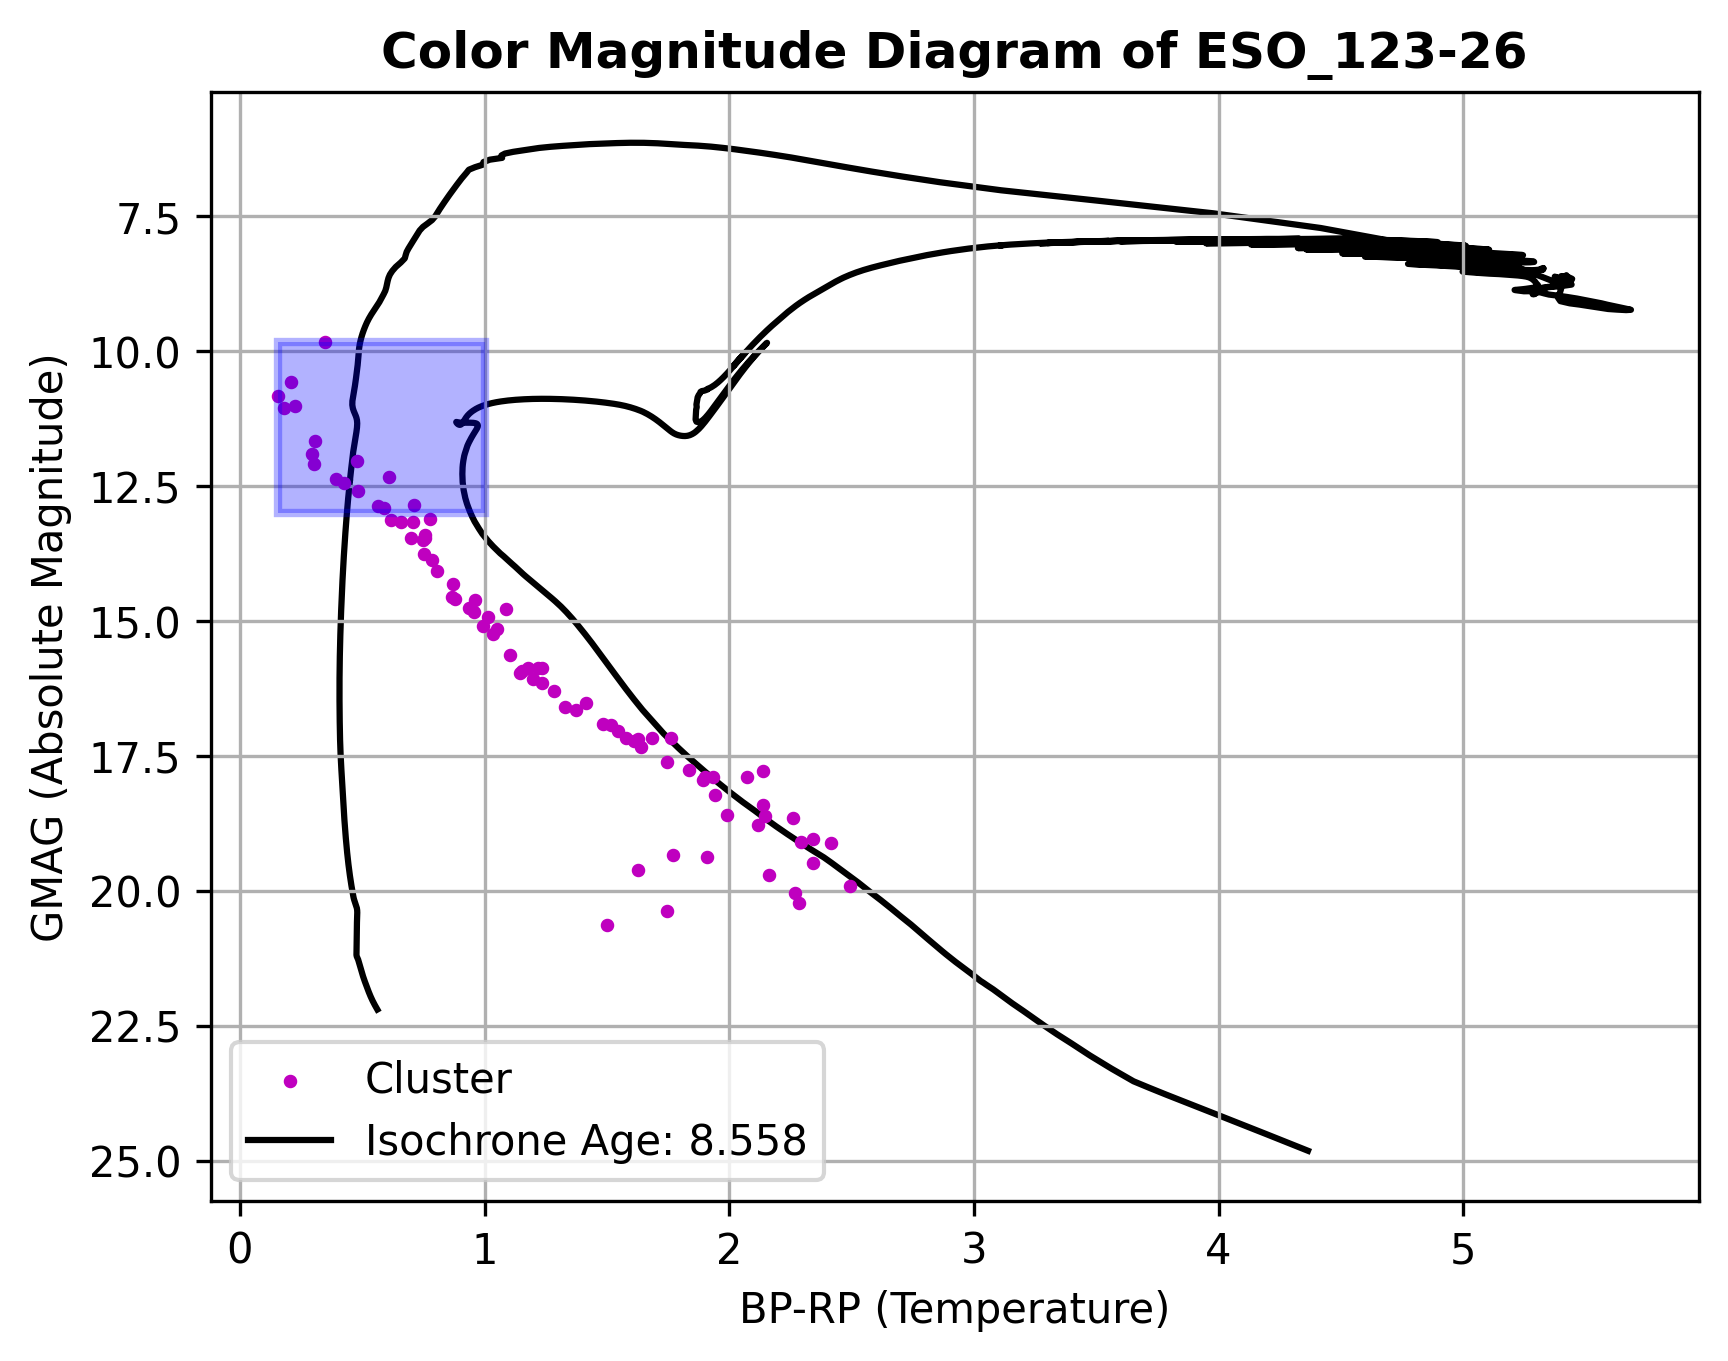 Color Magnitude Diagram of ESO_123-26
GMAG (Absolute Magnitude)
7.5
10.0
12.5
15.0
17.5
20.0
22.5
25.0
Cluster
Isochrone Age: 8.558
0 1 2 3 4 5
BP-RP (Temperature)